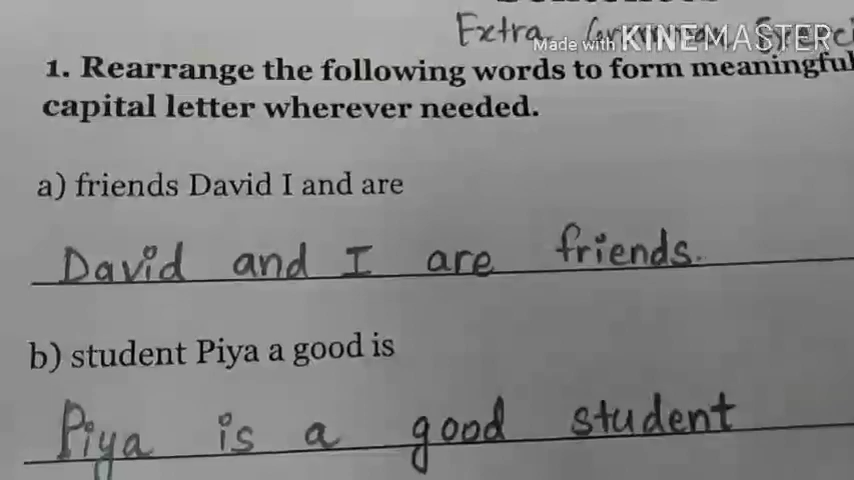 Extra Grammar
Made with KINEMASTER
1. Rearrange the following words to form meaningful
capital letter wherever needed.
a) friends David I and are
David and I are friends.
b) student Piya a good is
Piya is a good student